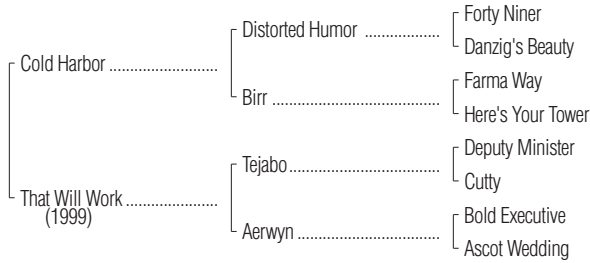 Forty Niner
Distorted Humor ..................
Danzig's Beauty
Cold Harbor ..........................
Farma Way
Birr ........................................
Here's Your Tower
Deputy Minister
Tejabo....................................
Cutty
That Will Work ......................
(1999)
Bold Executive
Aerwyn ..................................
Ascot Wedding